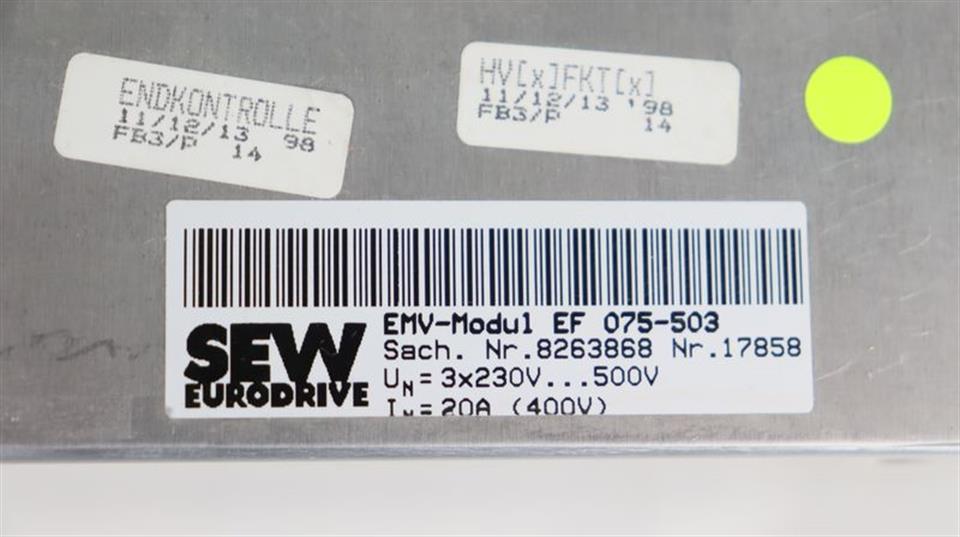 ENDKONTROLLE
11/12/13 98
FB3/P 14
HV[x]FKT[x]
11/12/13 '98
FB3/P 14
SEW
EURODRIVE
EMV-Modul EF 075-503
Sach. Nr.8263868 Nr.17858
UN = 3x230V...500V
IN = 20A (400V)